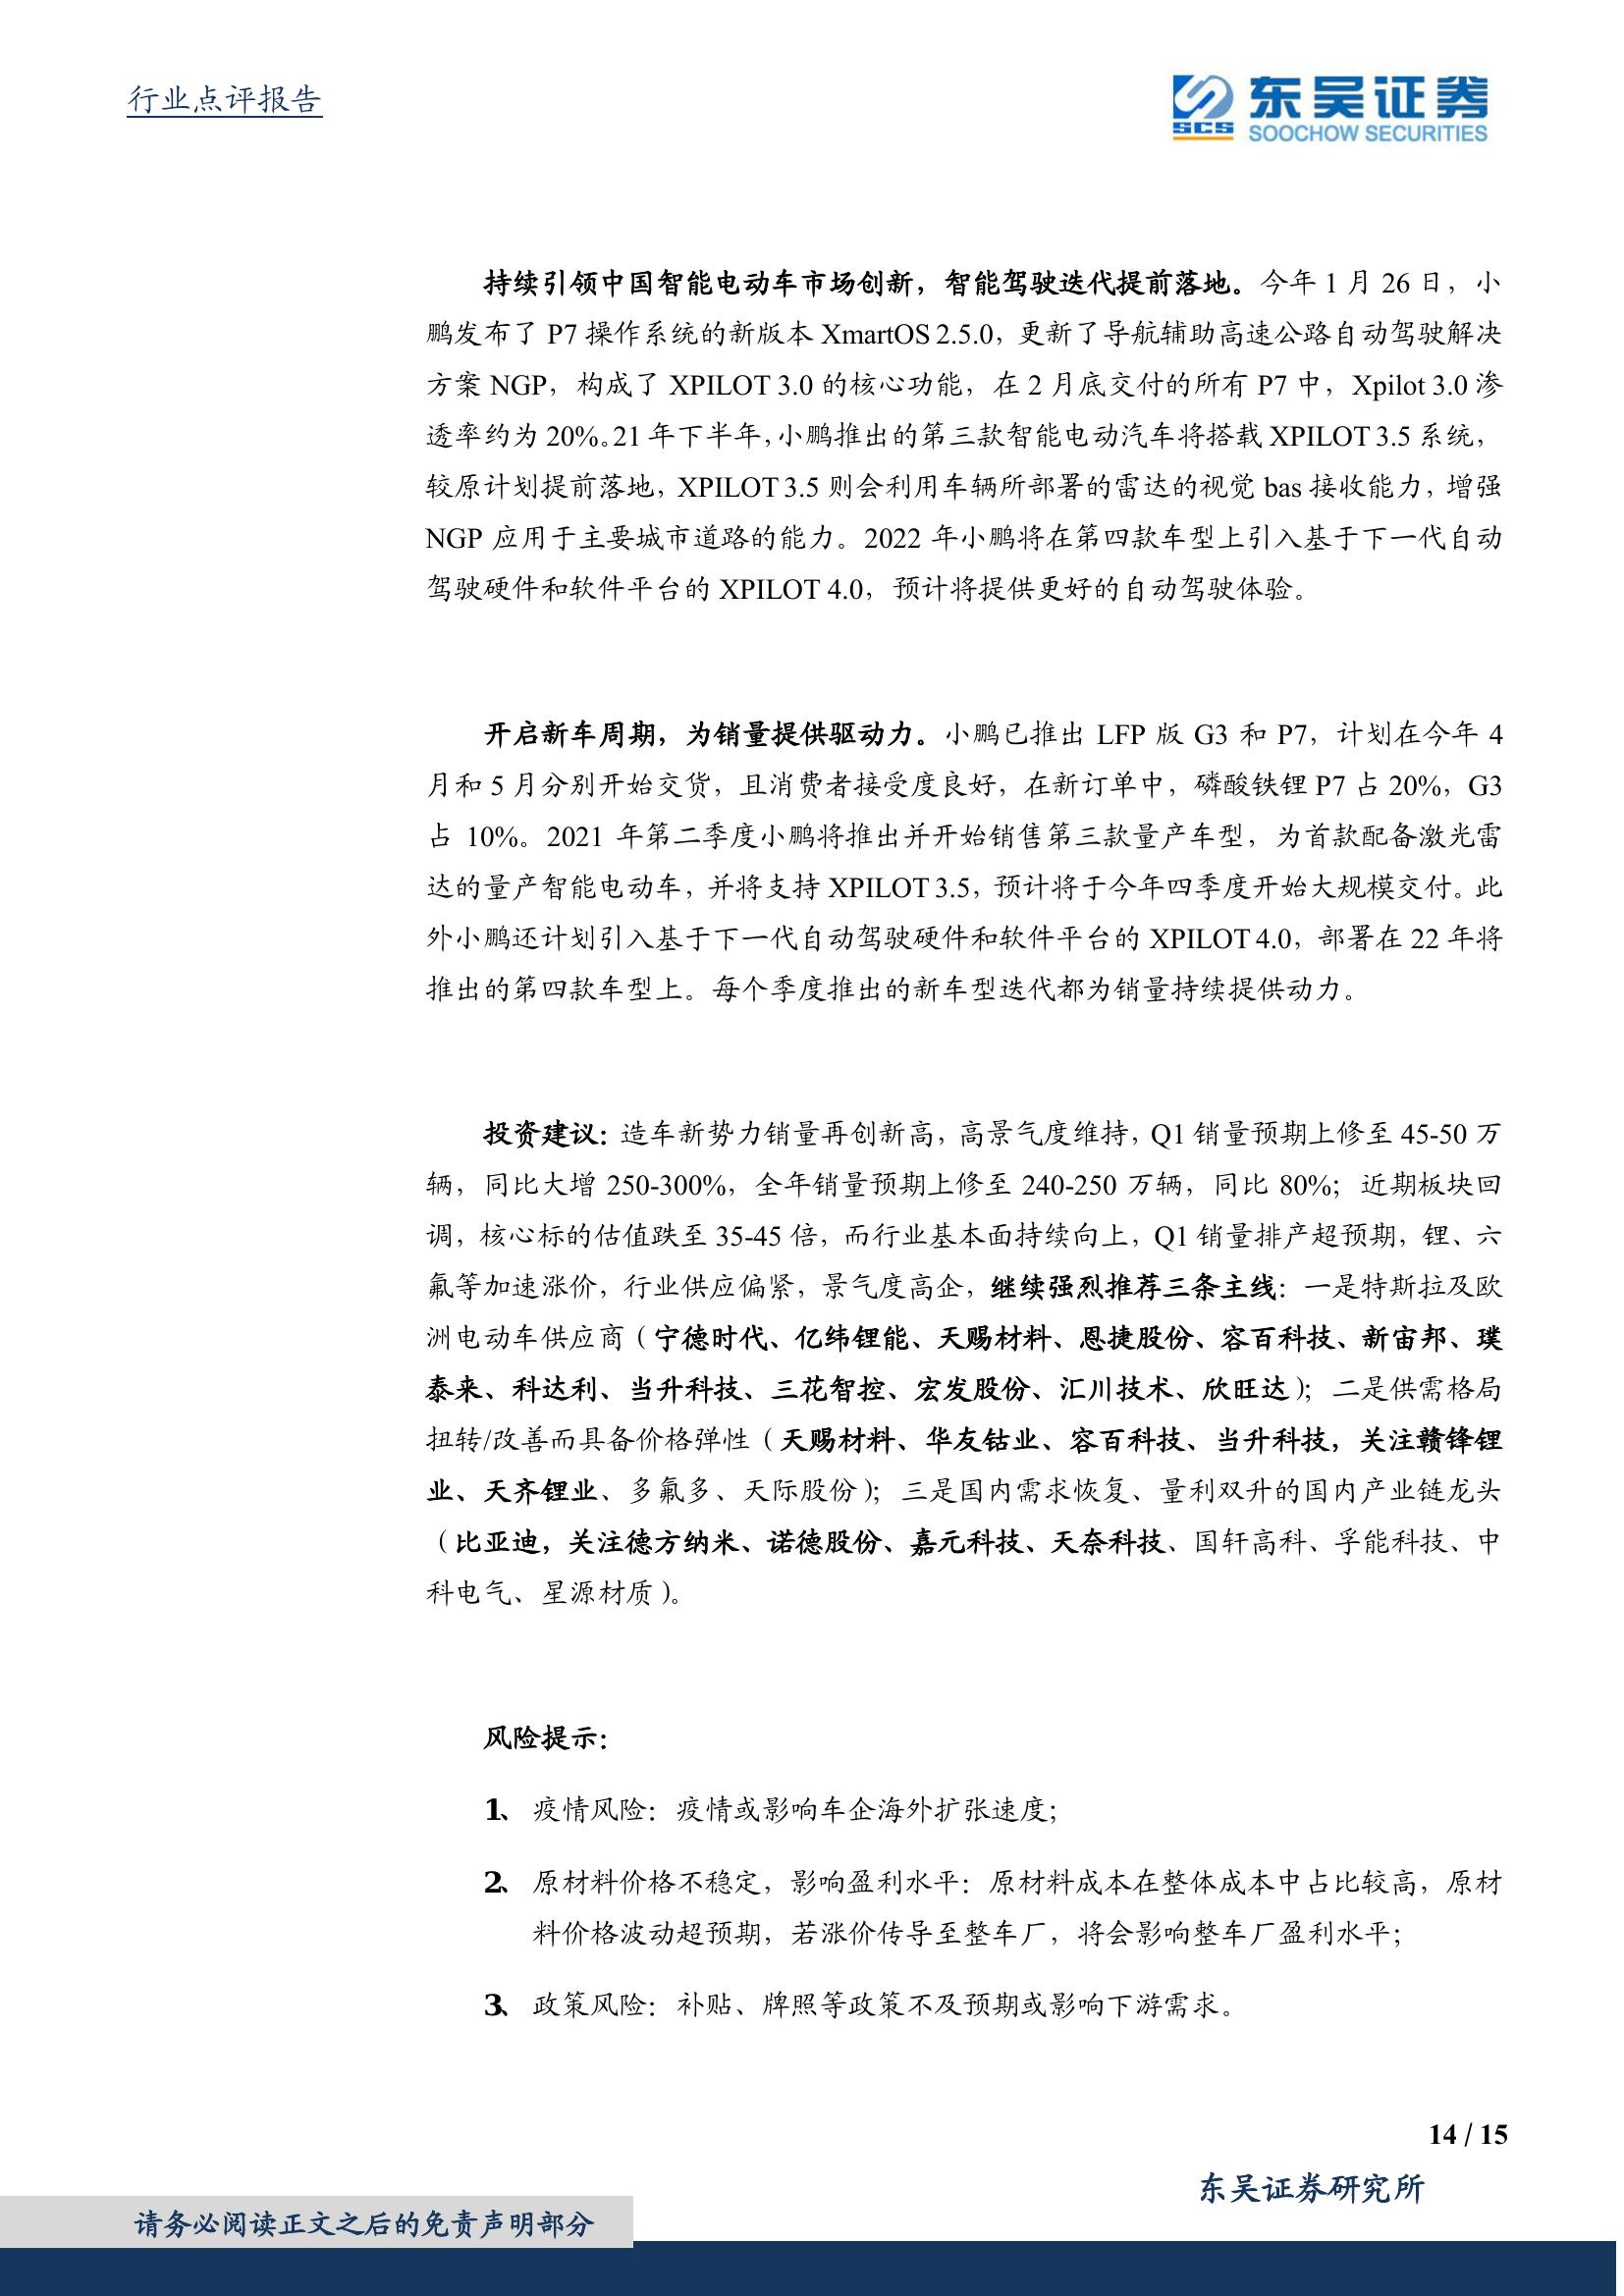 行业点评报告
东吴证券
SCS
SOOCHOW SECURITIES
持续引领中国智能电动车市场创新，智能驾驶迭代提前落地。今年 1 月 26 日，小
鹏发布了 P7 操作系统的新版本 XmartOS 2.5.0，更新了导航辅助高速公路自动驾驶解决
方案 NGP，构成了 XPILOT 3.0 的核心功能，在 2 月底交付的所有 P7 中，Xpilot 3.0 渗
透率约为 20%。21 年下半年，小鹏推出的第三款智能电动汽车将搭载 XPILOT 3.5 系统，
较原计划提前落地，XPILOT 3.5 则会利用车辆所部署的雷达的视觉 bas 接收能力，增强
NGP 应用于主要城市道路的能力。2022 年小鹏将在第四款车型上引入基于下一代自动
驾驶硬件和软件平台的 XPILOT 4.0，预计将提供更好的自动驾驶体验。
开启新车周期，为销量提供驱动力。小鹏已推出 LFP 版 G3 和 P7，计划在今年 4
月和 5 月分别开始交货，且消费者接受度良好，在新订单中，磷酸铁锂 P7 占 20%，G3
占 10%。2021 年第二季度小鹏将推出并开始销售第三款量产车型，为首款配备激光雷
达的量产智能电动车，并将支持 XPILOT 3.5，预计将于今年四季度开始大规模交付。此
外小鹏还计划引入基于下一代自动驾驶硬件和软件平台的 XPILOT 4.0，部署在 22 年将
推出的第四款车型上。每个季度推出的新车型迭代都为销量持续提供动力。
投资建议：造车新势力销量再创新高，高景气度维持，Q1 销量预期上修至 45-50 万
辆，同比大增 250-300%，全年销量预期上修至 240-250 万辆，同比 80%；近期板块回
调，核心标的估值跌至 35-45 倍，而行业基本面持续向上，Q1 销量排产超预期，锂、六
氟等加速涨价，行业供应偏紧，景气度高企，继续强烈推荐三条主线：一是特斯拉及欧
洲电动车供应商（宁德时代、亿纬锂能、天赐材料、恩捷股份、容百科技、新宙邦、璞
泰来、科达利、当升科技、三花智控、宏发股份、汇川技术、欣旺达）；二是供需格局
扭转/改善而具备价格弹性（天赐材料、华友钴业、容百科技、当升科技，关注赣锋锂
业、天齐锂业、多氟多、天际股份）；三是国内需求恢复、量利双升的国内产业链龙头
（比亚迪，关注德方纳米、诺德股份、嘉元科技、天奈科技、国轩高科、孚能科技、中
科电气、星源材质）。
风险提示：
1、 疫情风险：疫情或影响车企海外扩张速度；
2、 原材料价格不稳定，影响盈利水平：原材料成本在整体成本中占比较高，原材
料价格波动超预期，若涨价传导至整车厂，将会影响整车厂盈利水平；
3、 政策风险：补贴、牌照等政策不及预期或影响下游需求。
14 / 15
东吴证券研究所
请务必阅读正文之后的免责声明部分